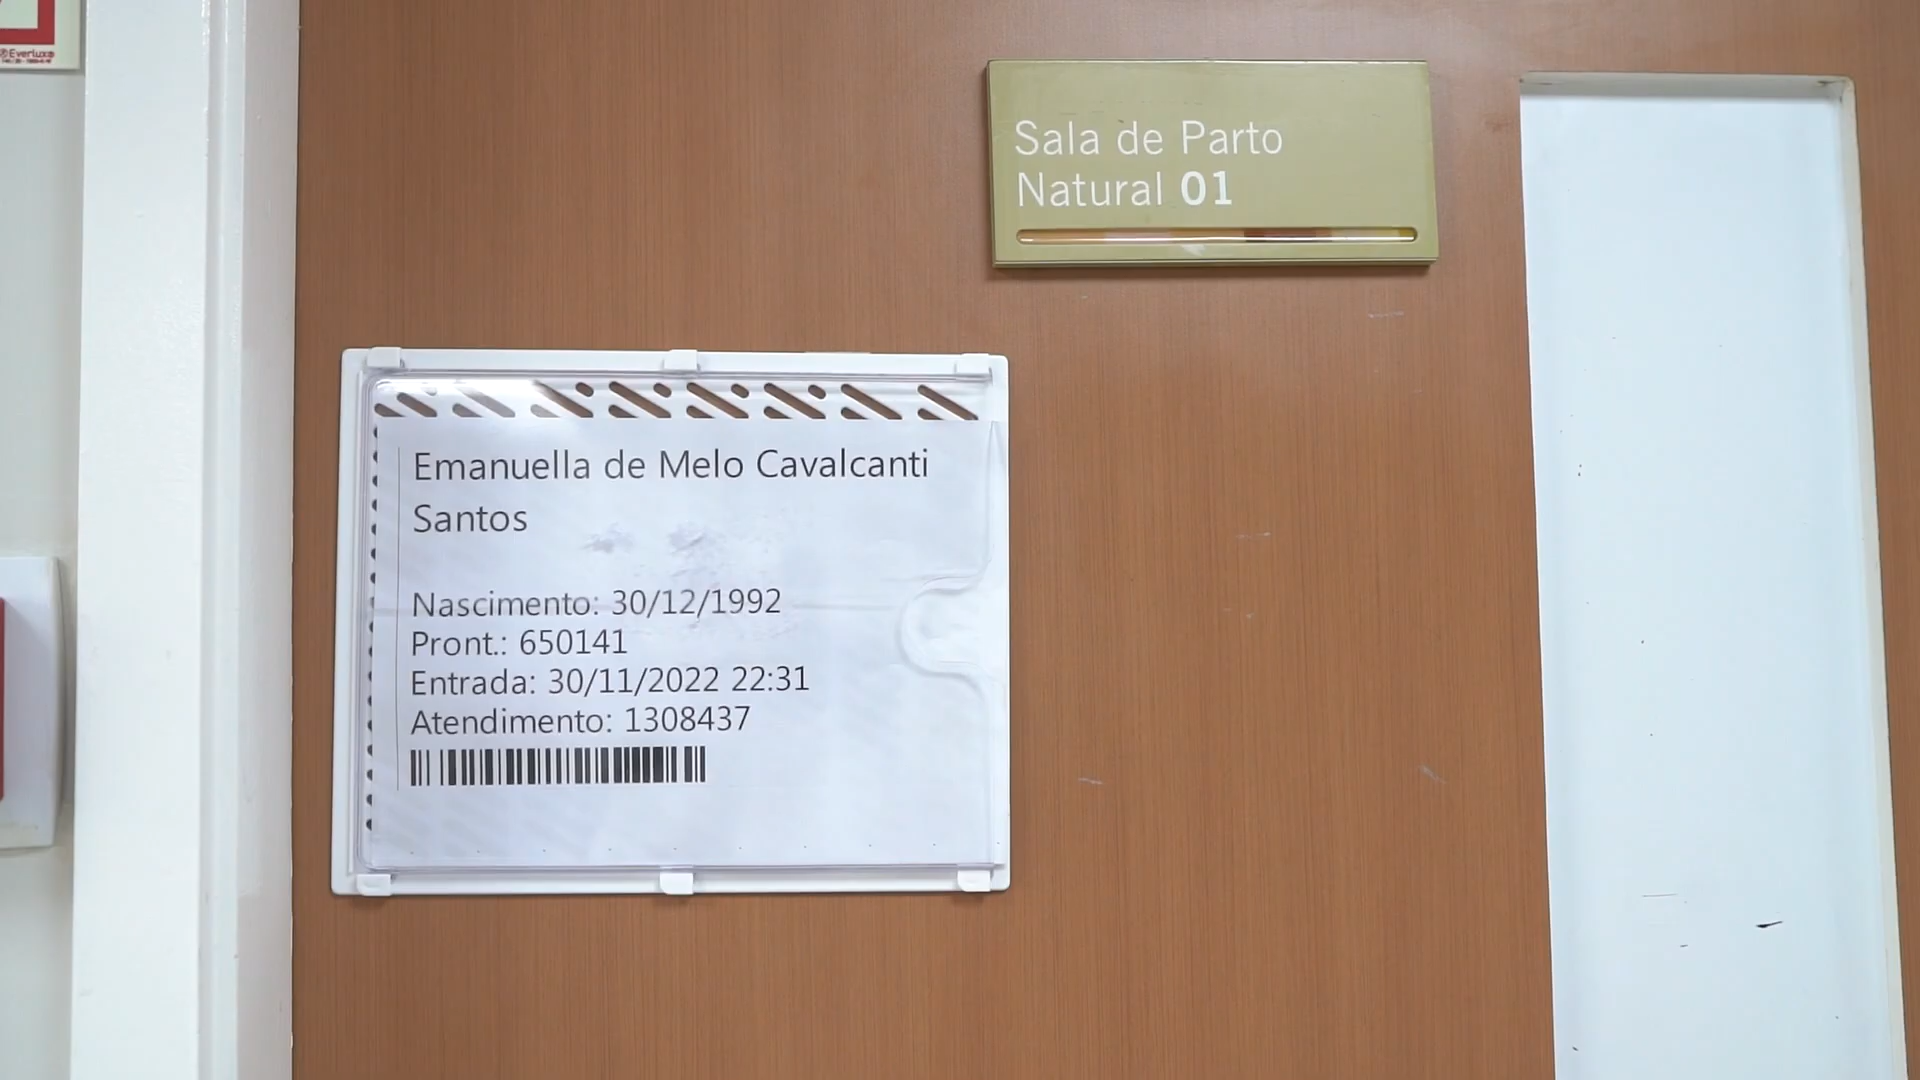 Everlux
Sala de Parto
Natural 01
Emanuella de Melo Cavalcanti
Santos
Nascimento: 30/12/1992
Pront.: 650141
Entrada: 30/11/2022 22:31
Atendimento: 1308437